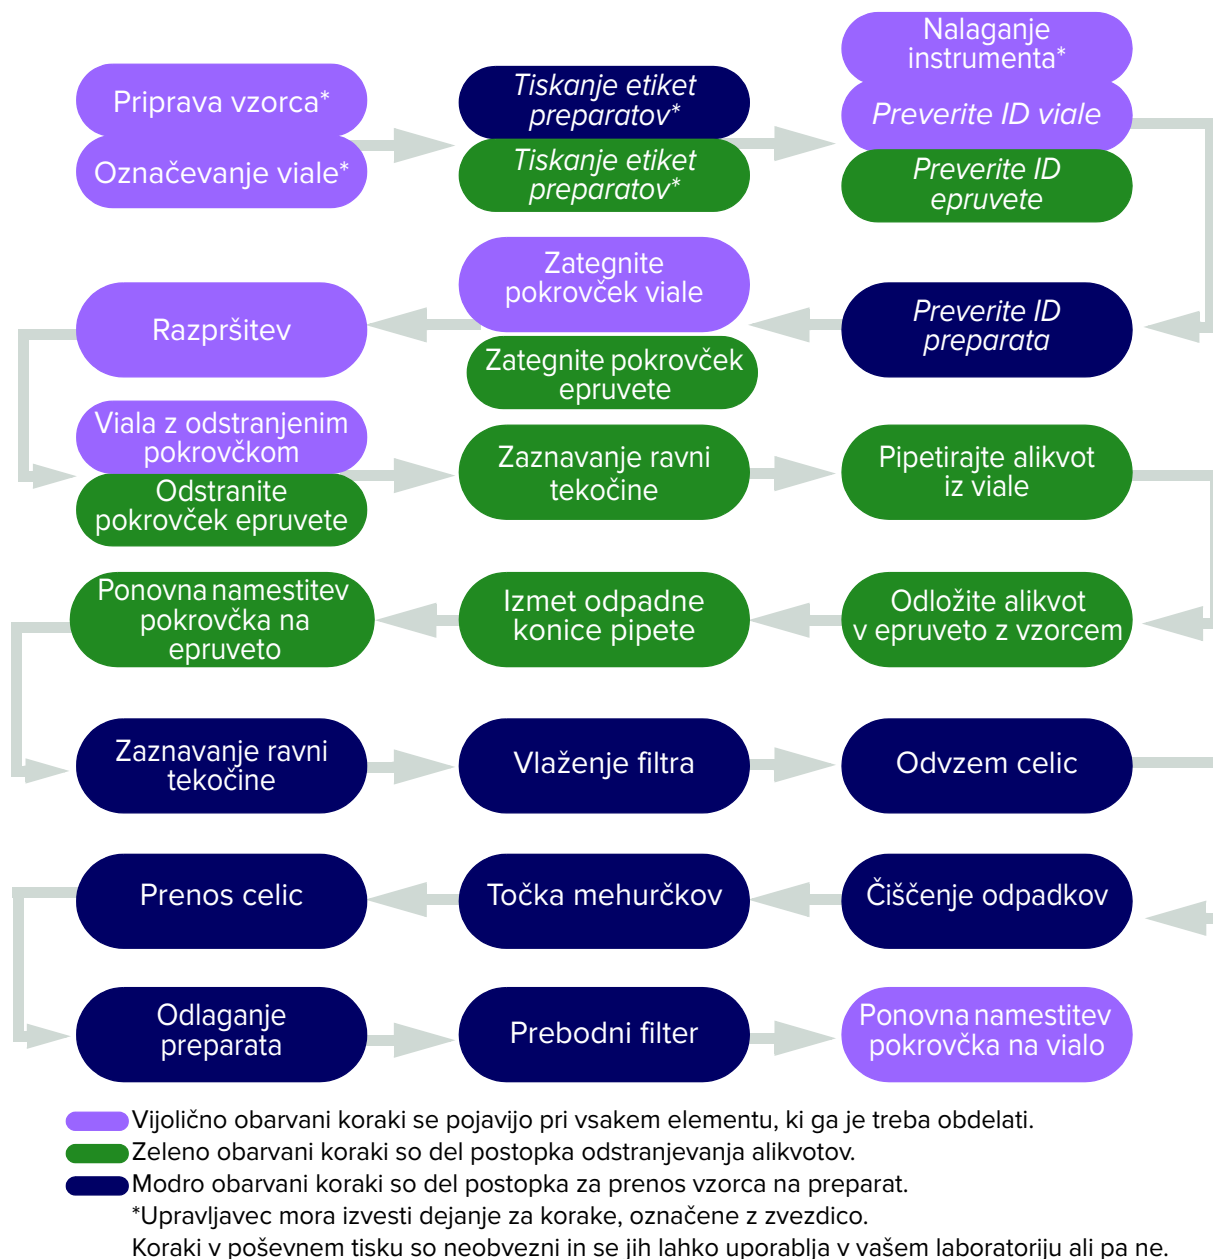 Priprava vzorca*
Označevanje viale*
Tiskanje etiket
preparatov*
Tiskanje etiket
preparatov*
Nalaganje
instrumenta*
Preverite ID viale
Preverite ID
epruvete
Razpršitev
Zategnite
pokrovček viale
Zategnite pokrovček
epruvete
Preverite ID
preparata
Viala z odstranjenim
pokrovčkom
Odstranite
pokrovček epruvete
Zaznavanje ravni
tekočine
Pipetirajte alikvot
iz viale
Ponovna namestitev
pokrovčka na
epruveto
Izmet odpadne
konice pipete
Odložite alikvot
v epruveto z vzorcem
Zaznavanje ravni
tekočine
Vlaženje filtra
Odvzem celic
Prenos celic
Točka mehurčkov
Čiščenje odpadkov
Odlaganje
preparata
Prebodni filter
Ponovna namestitev
pokrovčka na vialo
Vijolično obarvani koraki se pojavijo pri vsakem elementu, ki ga je treba obdelati.
Zeleno obarvani koraki so del postopka odstranjevanja alikvotov.
Modro obarvani koraki so del postopka za prenos vzorca na preparat.
*Upravljavec mora izvesti dejanje za korake, označene z zvezdico.
Koraki v poševnem tisku so neobvezni in se jih lahko uporablja v vašem laboratoriju ali pa ne.